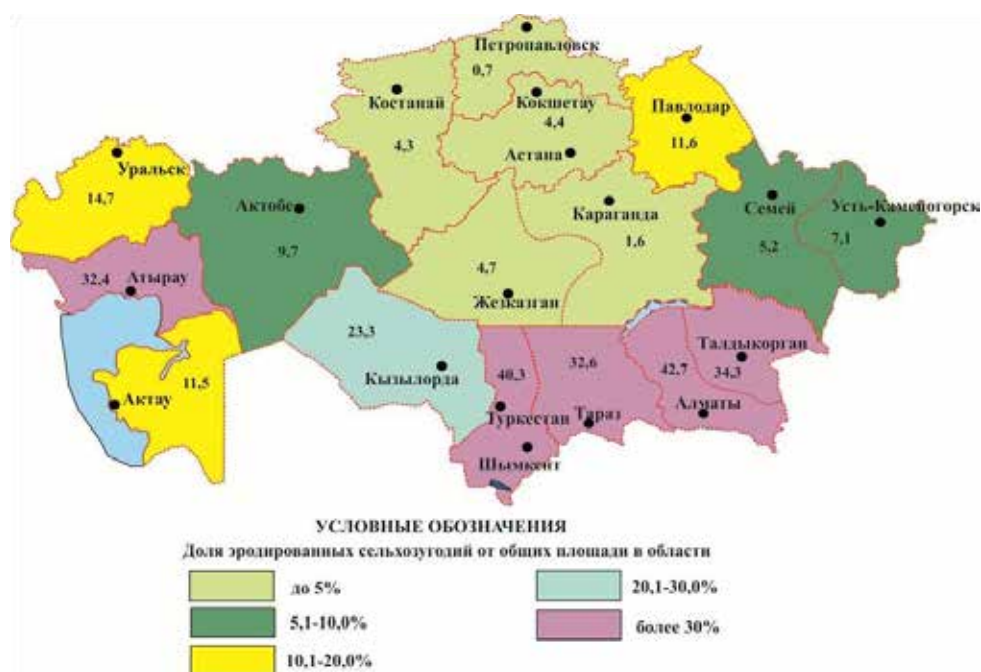 Петропавловск
0,7
Костанай
4,3
Кокшетау
4,4
Астана
Павлодар
11,6
Уральск
14,7
Актобе
9,7
Караганда
1,6
Семей
5,2
Усть-Каменогорск
7,1
32,4
Атырау
4,7
Жезказган
23,3
Кызылорда
11,5
Актау
40,3
Туркестан
Шымкент
32,6
Тараз
42,7
Алматы
Талдыкорган
34,3
УСЛОВНЫЕ ОБОЗНАЧЕНИЯ
Доля эродированных сельхозугодий от общих площади в области
до 5%
5,1-10,0%
10,1-20,0%
20,1-30,0%
более 30%